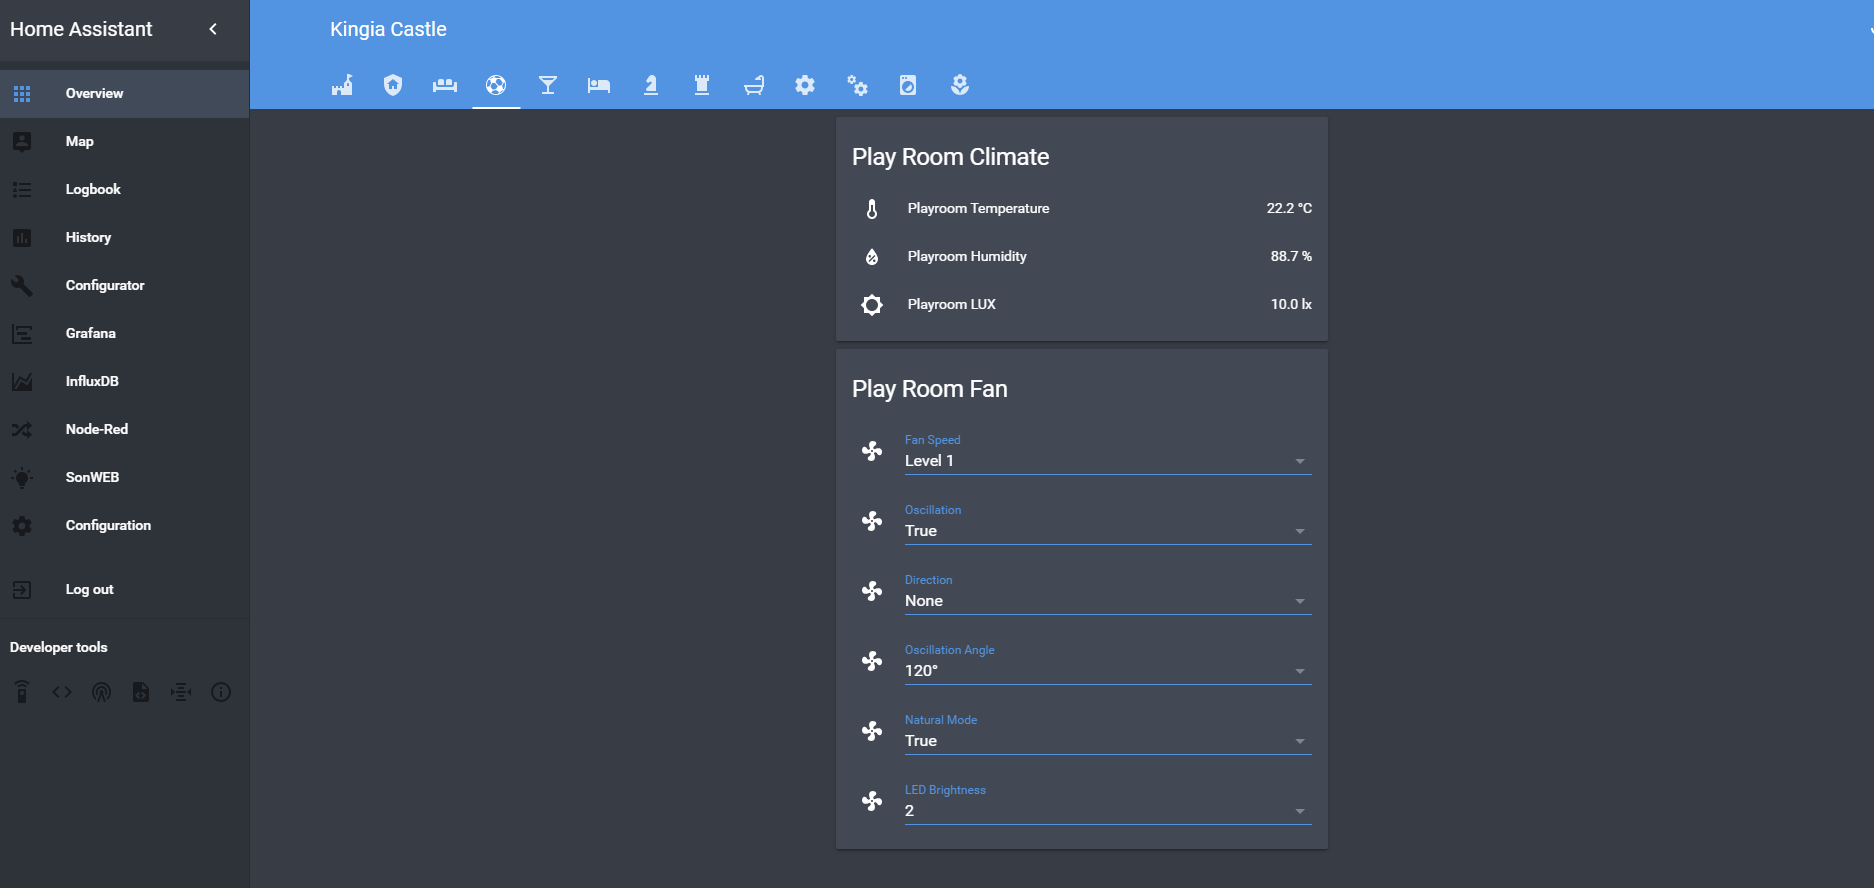 Home Assistant
Kingia Castle
Overview
Map
Logbook
History
Configurator
Grafana
InfluxDB
Node-Red
SonWEB
Configuration
Log out
Developer tools
Play Room Climate
Playroom Temperature 22.2 °C
Playroom Humidity 88.7 %
Playroom LUX 10.0 lx
Play Room Fan
Fan Speed
Level 1
Oscillation
True
Direction
None
Oscillation Angle
120°
Natural Mode
True
LED Brightness
2